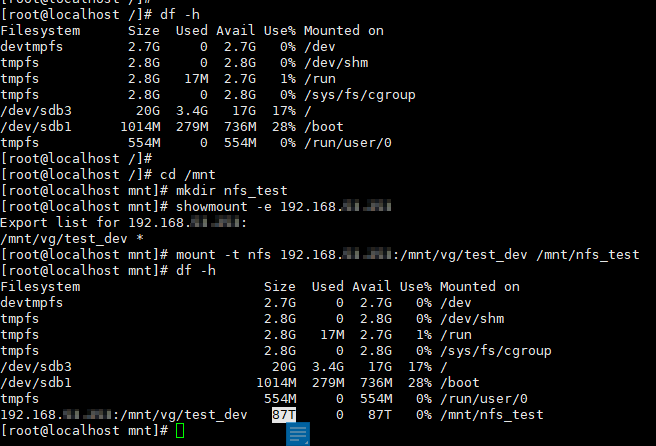 [root@localhost /]# df -h
Filesystem Size Used Avail Use% Mounted on
devtmpfs 2.7G 0 2.7G 0% /dev
tmpfs 2.8G 0 2.8G 0% /dev/shm
tmpfs 2.8G 17M 2.7G 1% /run
tmpfs 2.8G 0 2.8G 0% /sys/fs/cgroup
/dev/sdb3 20G 3.4G 17G 17% /
/dev/sdb1 1014M 279M 736M 28% /boot
tmpfs 554M 0 554M 0% /run/user/0
[root@localhost /]#
[root@localhost /]# cd /mnt
[root@localhost mnt]# mkdir nfs_test
[root@localhost mnt]# showmount -e 192.168.
Export list for 192.168. :
/mnt/vg/test_dev *
[root@localhost mnt]# mount -t nfs 192.168. :/mnt/vg/test_dev /mnt/nfs_test
[root@localhost mnt]# df -h
Filesystem Size Used Avail Use% Mounted on
devtmpfs 2.7G 0 2.7G 0% /dev
tmpfs 2.8G 0 2.8G 0% /dev/shm
tmpfs 2.8G 17M 2.7G 1% /run
tmpfs 2.8G 0 2.8G 0% /sys/fs/cgroup
/dev/sdb3 20G 3.4G 17G 17% /
/dev/sdb1 1014M 279M 736M 28% /boot
tmpfs 554M 0 554M 0% /run/user/0
192.168. :/mnt/vg/test_dev 87T 0 87T 0% /mnt/nfs_test
[root@localhost mnt]#